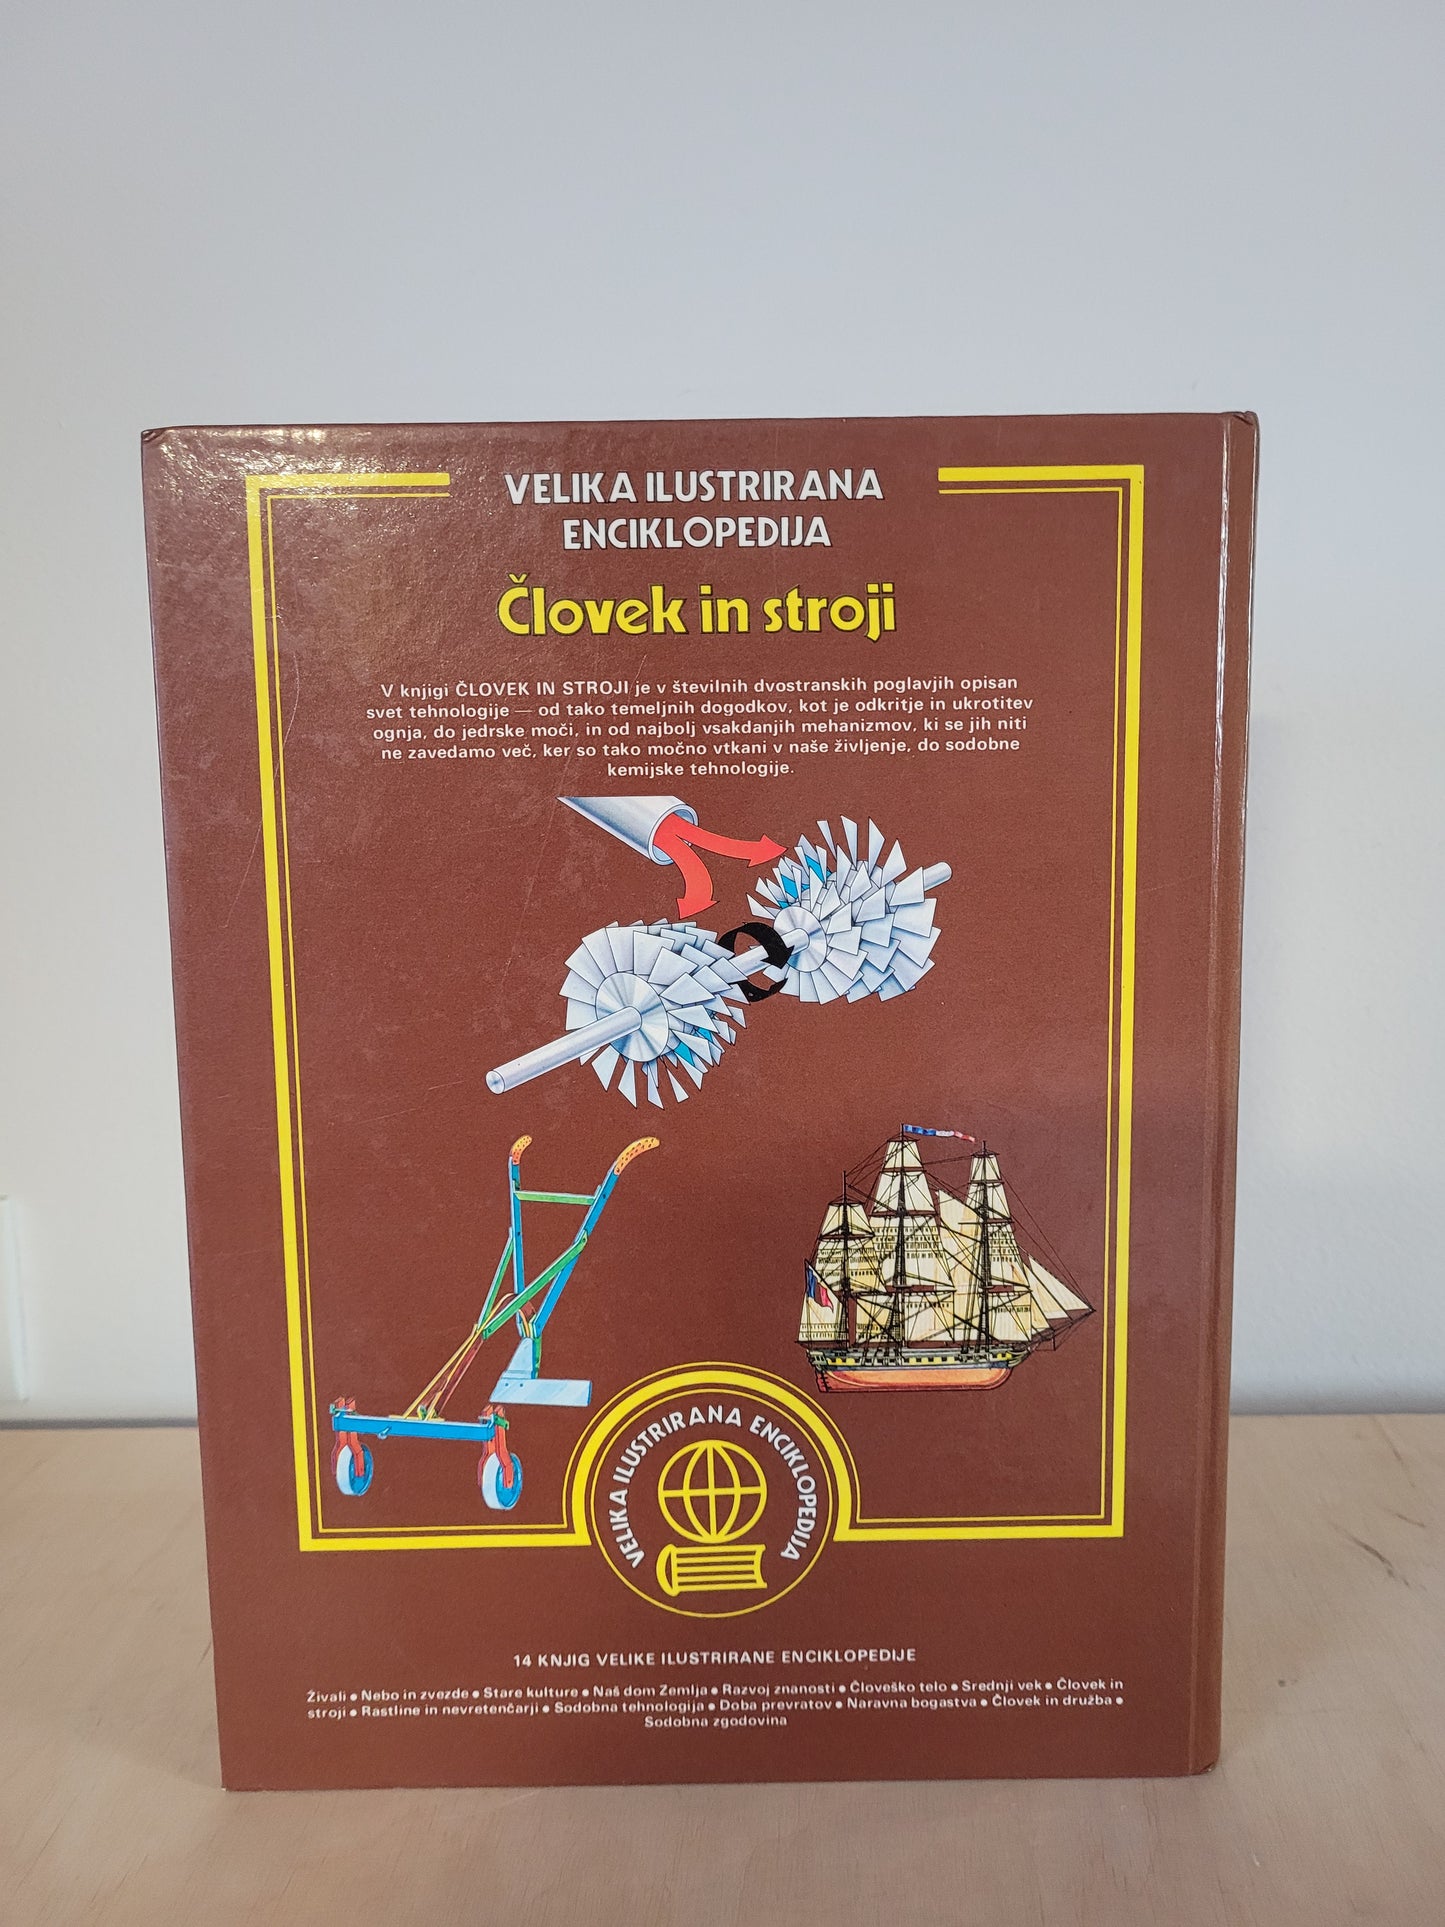 VELIKA ILUSTRIRANA
ENCIKLOPEDIJA
Človek in stroji
V knjigi ČLOVEK IN STROJI je v številnih dvostranskih poglavjih opisan
svet tehnologije — od tako temeljnih dogodkov, kot je odkritje in ukrotitev
ognja, do jedrske moči, in od najbolj vsakdanjih mehanizmov, ki se jih niti
ne zavedamo več, ker so tako močno vtkani v naše življenje, do sodobne
kemijske tehnologije.
VELIKA ILUSTRIRANA ENCIKLOPEDIJA
14 KNJIG VELIKE ILUSTRIRANE ENCIKLOPEDIJE
Živali • Nebo in zvezde • Stare kulture • Naš dom Zemlja • Razvoj znanosti • Človeško telo • Srednji vek • Človek in
stroji • Rastline in nevretenčarji • Sodobna tehnologija • Doba prevratov • Naravna bogastva • Človek in družba •
Sodobna zgodovina